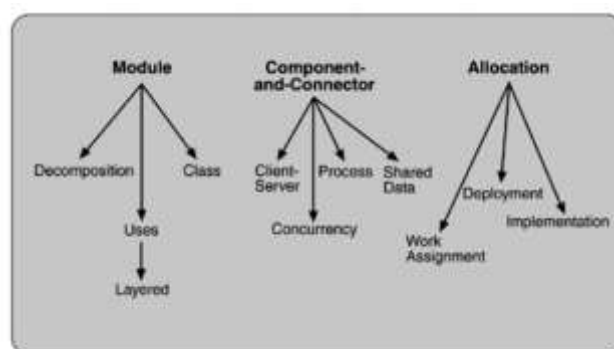 Module
Component-
and-Connector
Allocation
Decomposition
Class
Client-
Server
Process
Shared
Data
Deployment
Implementation
Uses
Concurrency
Work
Assignment
Layered